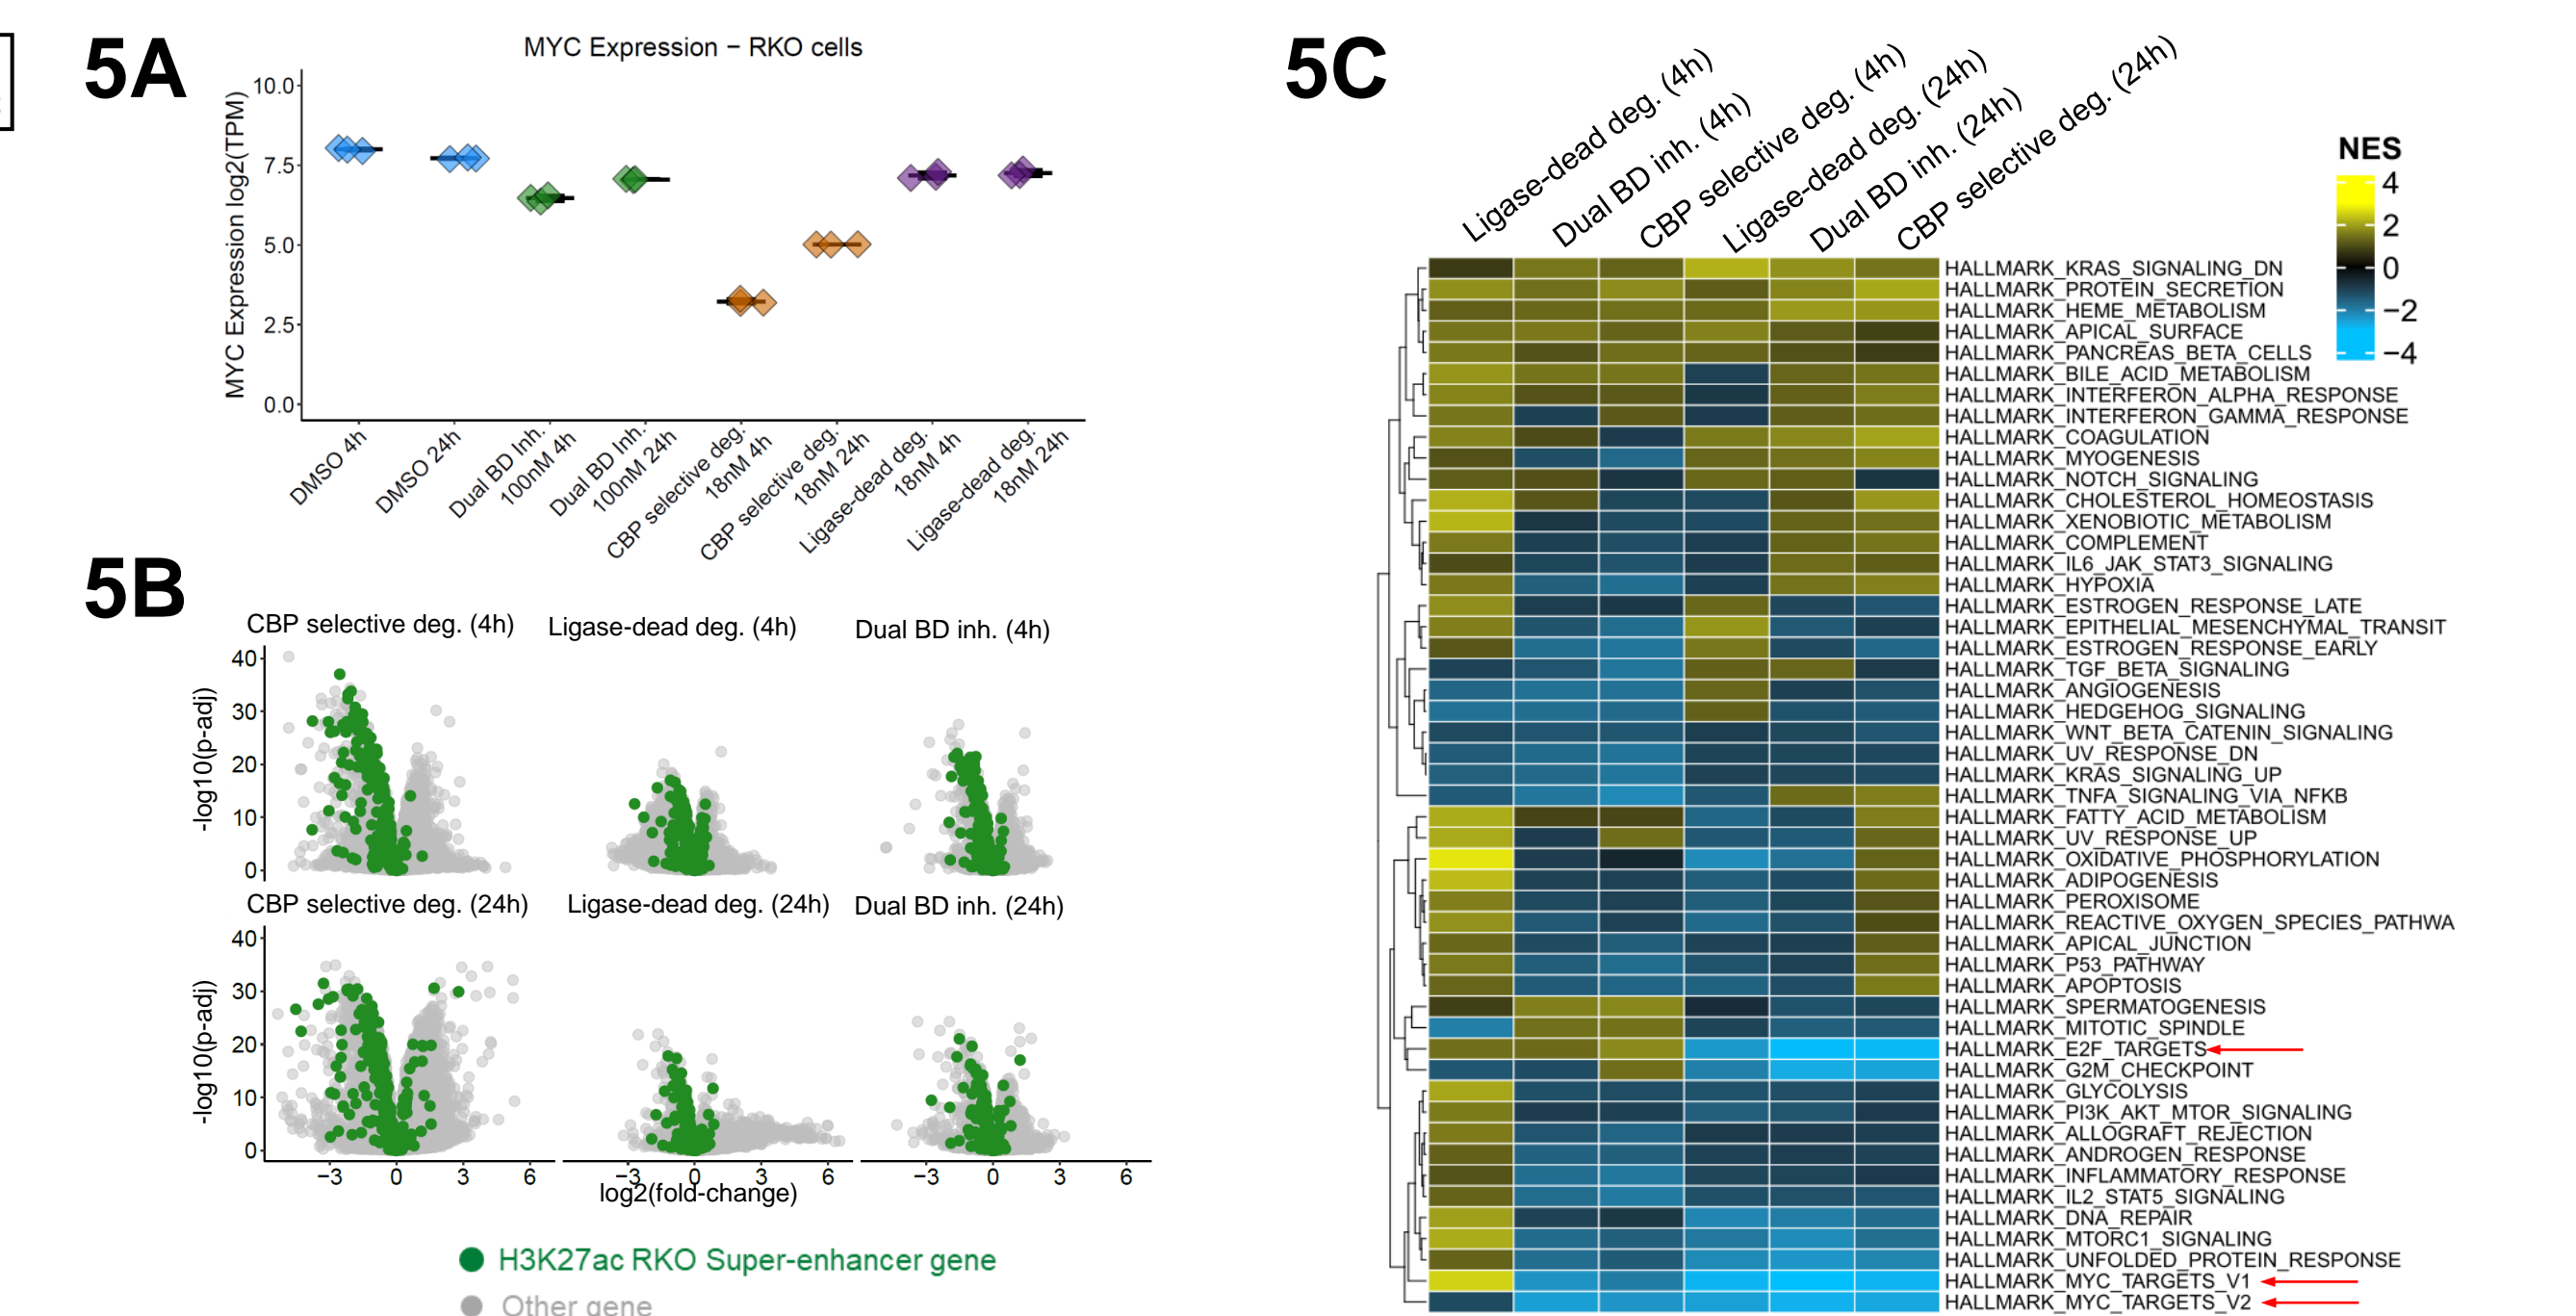 5A
MYC Expression − RKO cells
MYC Expression log2(TPM)
10.0
7.5
5.0
2.5
0.0
DMSO 4h
DMSO 24h
Dual BD Inh.
100nM 4h
Dual BD Inh.
100nM 24h
CBP selective deg.
18nM 4h
CBP selective deg.
18nM 24h
Ligase-dead deg.
18nM 4h
Ligase-dead deg.
18nM 24h
5B
CBP selective deg. (4h)
Ligase-dead deg. (4h)
Dual BD inh. (4h)
-log10(p-adj)
40
30
20
10
0
CBP selective deg. (24h)
Ligase-dead deg. (24h)
Dual BD inh. (24h)
-log10(p-adj)
40
30
20
10
0
−3 0 3 6
−3 0 3 6
−3 0 3 6
log2(fold-change)
H3K27ac RKO Super-enhancer gene
Other gene
5C
Ligase-dead deg. (4h)
Dual BD inh. (4h)
CBP selective deg. (4h)
Ligase-dead deg. (24h)
Dual BD inh. (24h)
CBP selective deg. (24h)
NES
4
2
0
−2
−4
HALLMARK_KRAS_SIGNALING_DN
HALLMARK_PROTEIN_SECRETION
HALLMARK_HEME_METABOLISM
HALLMARK_APICAL_SURFACE
HALLMARK_PANCREAS_BETA_CELLS
HALLMARK_BILE_ACID_METABOLISM
HALLMARK_INTERFERON_ALPHA_RESPONSE
HALLMARK_INTERFERON_GAMMA_RESPONSE
HALLMARK_COAGULATION
HALLMARK_MYOGENESIS
HALLMARK_NOTCH_SIGNALING
HALLMARK_CHOLESTEROL_HOMEOSTASIS
HALLMARK_XENOBIOTIC_METABOLISM
HALLMARK_COMPLEMENT
HALLMARK_IL6_JAK_STAT3_SIGNALING
HALLMARK_HYPOXIA
HALLMARK_ESTROGEN_RESPONSE_LATE
HALLMARK_EPITHELIAL_MESENCHYMAL_TRANSIT
HALLMARK_ESTROGEN_RESPONSE_EARLY
HALLMARK_TGF_BETA_SIGNALING
HALLMARK_ANGIOGENESIS
HALLMARK_HEDGEHOG_SIGNALING
HALLMARK_WNT_BETA_CATENIN_SIGNALING
HALLMARK_UV_RESPONSE_DN
HALLMARK_KRAS_SIGNALING_UP
HALLMARK_TNFA_SIGNALING_VIA_NFKB
HALLMARK_FATTY_ACID_METABOLISM
HALLMARK_UV_RESPONSE_UP
HALLMARK_OXIDATIVE_PHOSPHORYLATION
HALLMARK_ADIPOGENESIS
HALLMARK_PEROXISOME
HALLMARK_REACTIVE_OXYGEN_SPECIES_PATHWA
HALLMARK_APICAL_JUNCTION
HALLMARK_P53_PATHWAY
HALLMARK_APOPTOSIS
HALLMARK_SPERMATOGENESIS
HALLMARK_MITOTIC_SPINDLE
HALLMARK_E2F_TARGETS
HALLMARK_G2M_CHECKPOINT
HALLMARK_GLYCOLYSIS
HALLMARK_PI3K_AKT_MTOR_SIGNALING
HALLMARK_ALLOGRAFT_REJECTION
HALLMARK_ANDROGEN_RESPONSE
HALLMARK_INFLAMMATORY_RESPONSE
HALLMARK_IL2_STAT5_SIGNALING
HALLMARK_DNA_REPAIR
HALLMARK_MTORC1_SIGNALING
HALLMARK_UNFOLDED_PROTEIN_RESPONSE
HALLMARK_MYC_TARGETS_V1
HALLMARK_MYC_TARGETS_V2